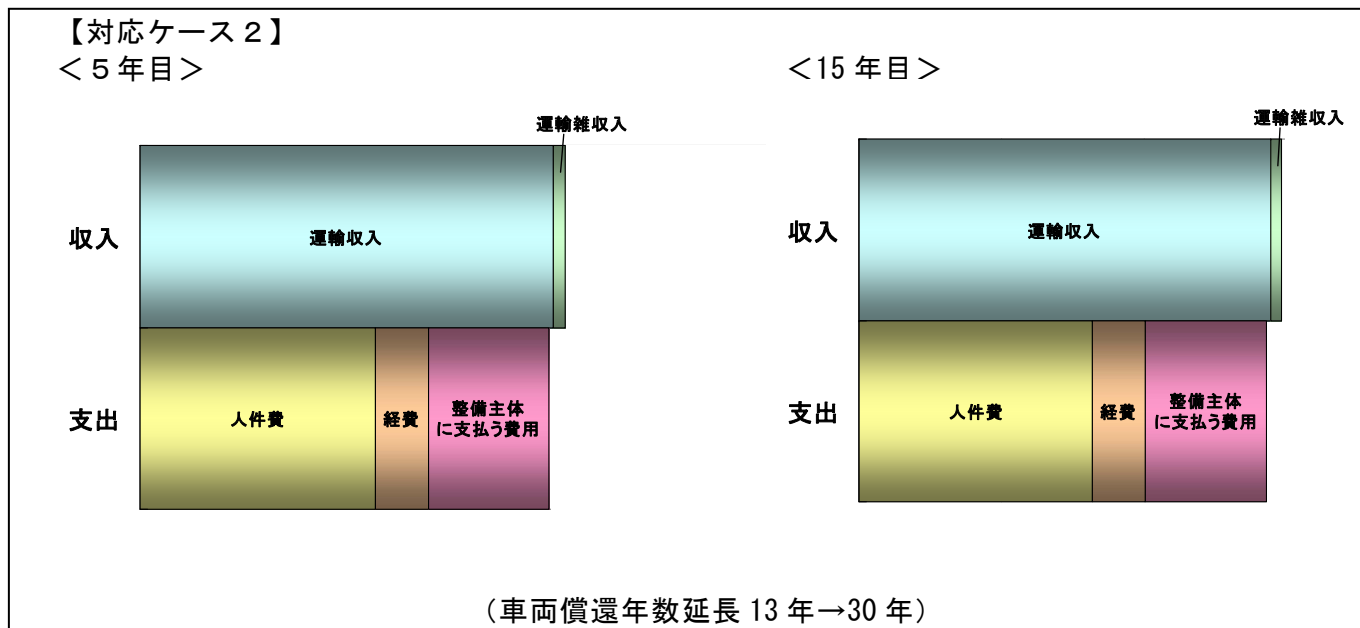 【対応ケース２】
＜５年目＞
運輸雑収入
収入
運輸収入
支出
人件費
経費
整備主体
に支払う費用
＜15年目＞
運輸雑収入
収入
運輸収入
支出
人件費
経費
整備主体
に支払う費用
（車両償還年数延長 13 年→30 年）